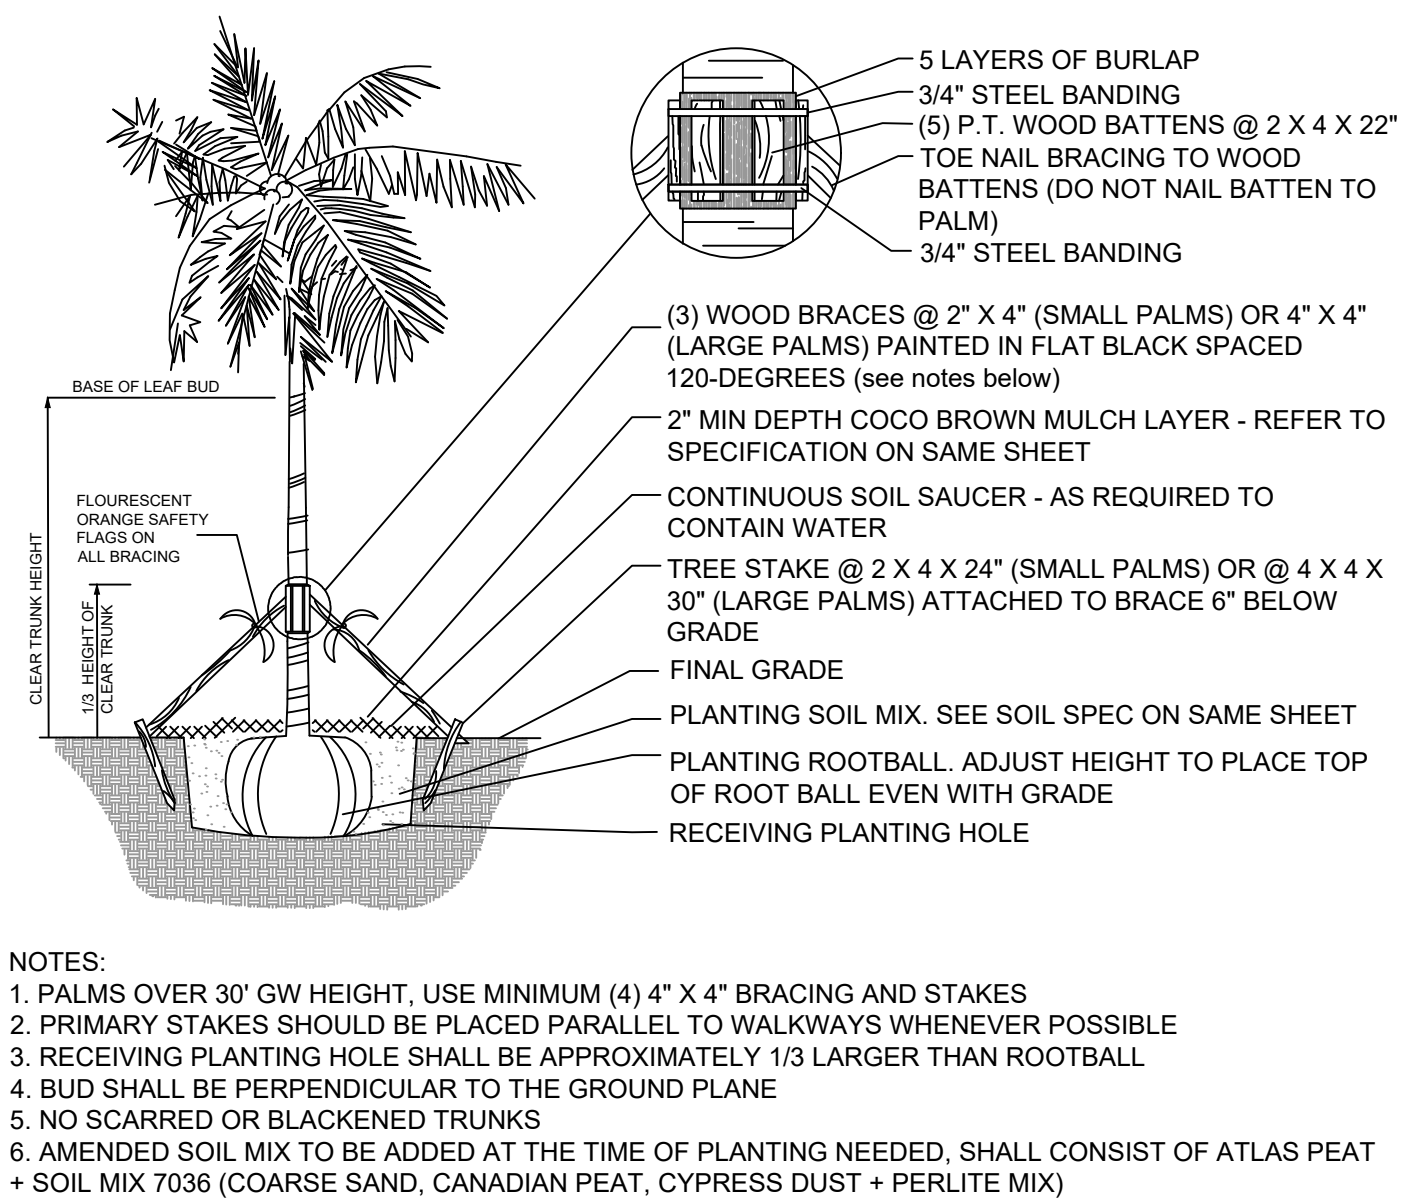 5 LAYERS OF BURLAP
3/4" STEEL BANDING
(5) P.T. WOOD BATTENS @ 2 X 4 X 22"
TOE NAIL BRACING TO WOOD
BATTENS (DO NOT NAIL BATTEN TO
PALM)
3/4" STEEL BANDING
(3) WOOD BRACES @ 2" X 4" (SMALL PALMS) OR 4" X 4"
(LARGE PALMS) PAINTED IN FLAT BLACK SPACED
120-DEGREES (see notes below)
2" MIN DEPTH COCO BROWN MULCH LAYER - REFER TO
SPECIFICATION ON SAME SHEET
CONTINUOUS SOIL SAUCER - AS REQUIRED TO
CONTAIN WATER
TREE STAKE @ 2 X 4 X 24" (SMALL PALMS) OR @ 4 X 4 X
30" (LARGE PALMS) ATTACHED TO BRACE 6" BELOW
GRADE
FINAL GRADE
PLANTING SOIL MIX. SEE SOIL SPEC ON SAME SHEET
PLANTING ROOTBALL. ADJUST HEIGHT TO PLACE TOP
OF ROOT BALL EVEN WITH GRADE
RECEIVING PLANTING HOLE
BASE OF LEAF BUD
FLOURESCENT
ORANGE SAFETY
FLAGS ON
ALL BRACING
CLEAR TRUNK HEIGHT
1/3 HEIGHT OF
CLEAR TRUNK
NOTES:
1. PALMS OVER 30' GW HEIGHT, USE MINIMUM (4) 4" X 4" BRACING AND STAKES
2. PRIMARY STAKES SHOULD BE PLACED PARALLEL TO WALKWAYS WHENEVER POSSIBLE
3. RECEIVING PLANTING HOLE SHALL BE APPROXIMATELY 1/3 LARGER THAN ROOTBALL
4. BUD SHALL BE PERPENDICULAR TO THE GROUND PLANE
5. NO SCARRED OR BLACKENED TRUNKS
6. AMENDED SOIL MIX TO BE ADDED AT THE TIME OF PLANTING NEEDED, SHALL CONSIST OF ATLAS PEAT
+ SOIL MIX 7036 (COARSE SAND, CANADIAN PEAT, CYPRESS DUST + PERLITE MIX)